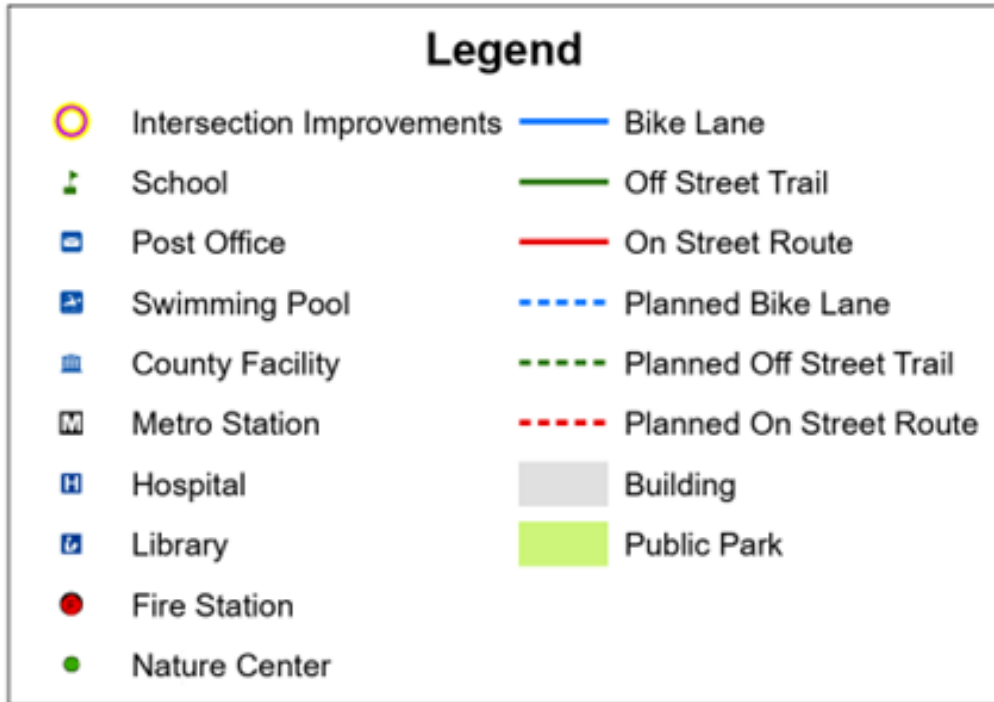 Legend
Intersection Improvements
School
Post Office
Swimming Pool
County Facility
M Metro Station
H Hospital
Library
Fire Station
Nature Center
Bike Lane
Off Street Trail
On Street Route
Planned Bike Lane
Planned Off Street Trail
Planned On Street Route
Building
Public Park